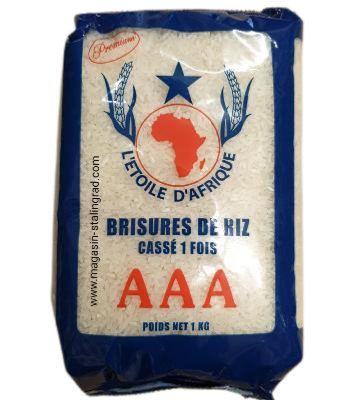 Premium
L'ETOILE D'AFRIQUE
BRISURES DE RIZ
CASSÉ 1 FOIS
AAA
POIDS NET 1 KG
www.magasin-stalingrad.com